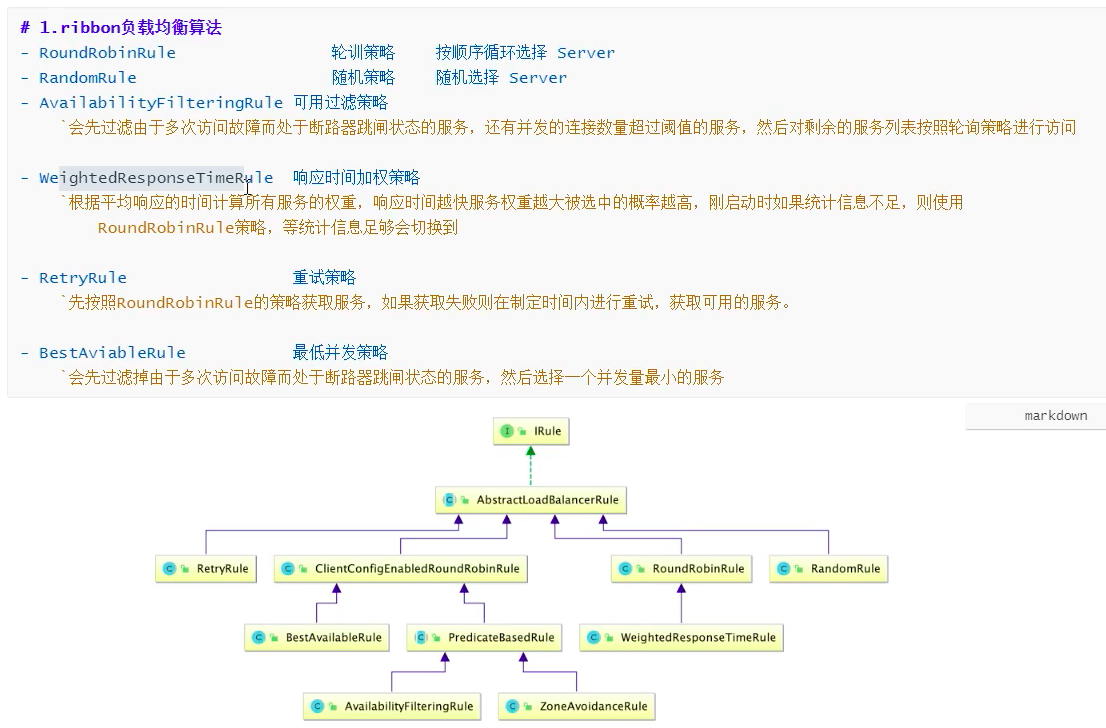 # 1.ribbon负载均衡算法
- RoundRobinRule 轮训策略 按顺序循环选择 Server
- RandomRule 随机策略 随机选择 Server
- AvailabilityFilteringRule 可用过滤策略
`会先过滤由于多次访问故障而处于断路器跳闸状态的服务，还有并发的连接数量超过阈值的服务，然后对剩余的服务列表按照轮询策略进行访问
- WeightedResponseTimeRule 响应时间加权策略
`根据平均响应的时间计算所有服务的权重，响应时间越快服务权重越大被选中的概率越高，刚启动时如果统计信息不足，则使用
RoundRobinRule策略，等统计信息足够会切换到
- RetryRule 重试策略
`先按照RoundRobinRule的策略获取服务，如果获取失败则在制定时间内进行重试，获取可用的服务。
- BestAviableRule 最低并发策略
`会先过滤掉由于多次访问故障而处于断路器跳闸状态的服务，然后选择一个并发量最小的服务
markdown
I IRule
C AbstractLoadBalancerRule
C RetryRule C ClientConfigEnabledRoundRobinRule C RoundRobinRule C RandomRule
C BestAvailableRule C PredicateBasedRule C WeightedResponseTimeRule
C AvailabilityFilteringRule C ZoneAvoidanceRule